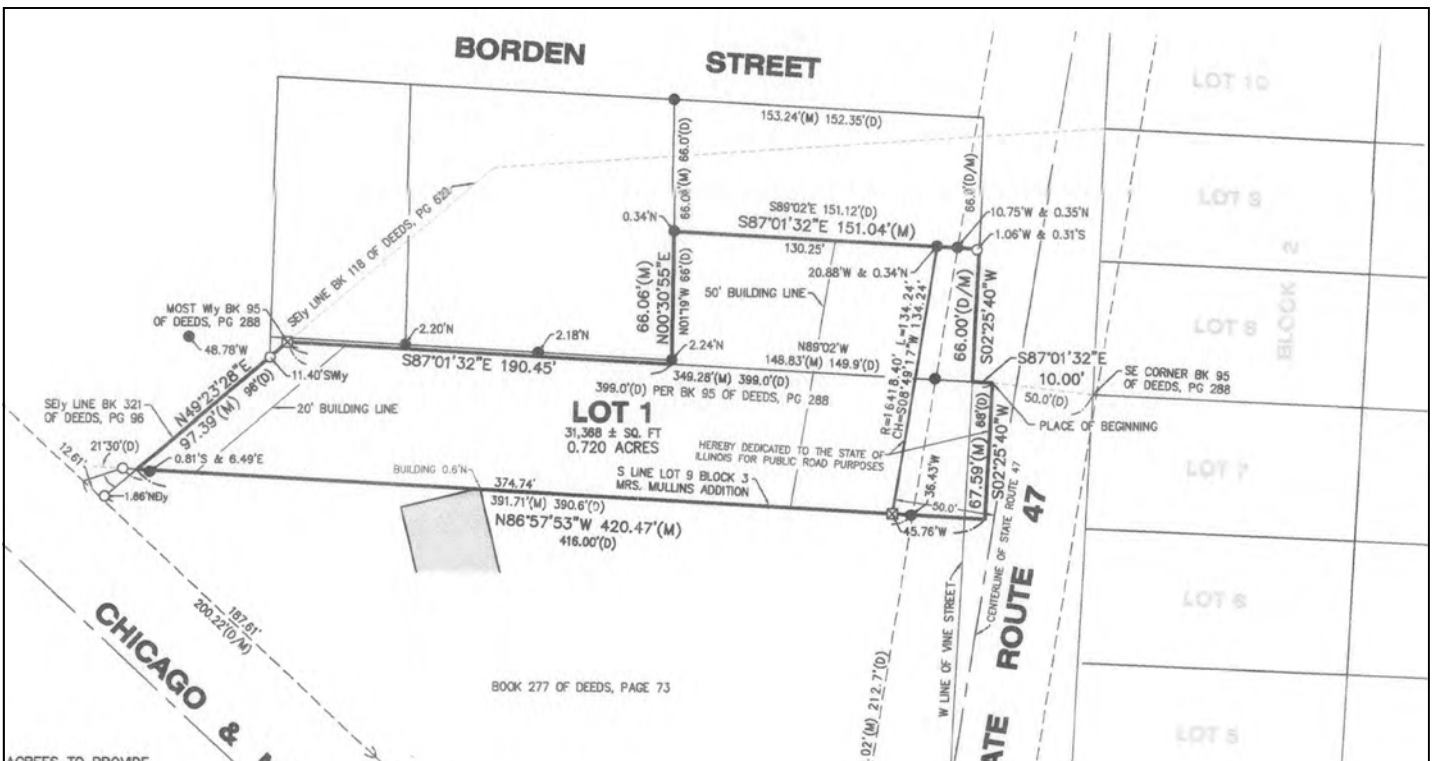 BORDEN STREET
LOT 10
153.24'(M) 152.35'(D)
66.06'(M) 66.0'(D)
66.0'(D/M)
SEly LINE BK 118 OF DEEDS, PG 620
LOT 9
S89°02'E 151.12'(D)
S87°01'32"E 151.04'(M)
0.34'N
10.75'W & 0.35'N
1.06'W & 0.31'S
130.25'
20.88'W & 0.34'N
BLOCK 2
50' BUILDING LINE
66.06'(M)
N00°30'55"E
N01°19'W 66'(D)
R=16418.40' L=134.24'
CH=S08°49'17"W 134.24'
66.00'(D/M)
S02°25'40"W
MOST Wly BK 95
OF DEEDS, PG 288
48.78'W
2.20'N
2.18'N
2.24'N
LOT 8
N89°02'W
148.83'(M) 149.9'(D)
S87°01'32"E
10.00'
SE CORNER BK 95
OF DEEDS, PG 288
S87°01'32"E 190.45'
11.40'SWly
349.28'(M) 399.0'(D)
399.0'(D) PER BK 95 OF DEEDS, PG 288
50.0'(D)
N49°23'28"E
97.39'(M) 98'(D)
SEly LINE BK 321
OF DEEDS, PG 96
20' BUILDING LINE
LOT 1
31,368 ± SQ. FT
0.720 ACRES
PLACE OF BEGINNING
HEREBY DEDICATED TO THE STATE OF
ILLINOIS FOR PUBLIC ROAD PURPOSES
67.59'(M) 68'(D)
S02°25'40"W
21'30'(D)
12.61'
0.81'S & 6.49'E
BUILDING 0.6'N
374.74'
S LINE LOT 9 BLOCK 3
MRS. MULLINS ADDITION
36.43'W
LOT 7
1.86'NEly
391.71'(M) 390.6'(D)
N86°57'53"W 420.47'(M)
416.00'(D)
50.0'
45.76'W
187.61'
200.22'(D/M)
W LINE OF VINE STREET
CENTERLINE OF STATE ROUTE 47
ATE ROUTE 47
LOT 6
CHICAGO &
BOOK 277 OF DEEDS, PAGE 73
02'(M) 212.7'(D)
LOT 5
AGREES TO PROVIDE